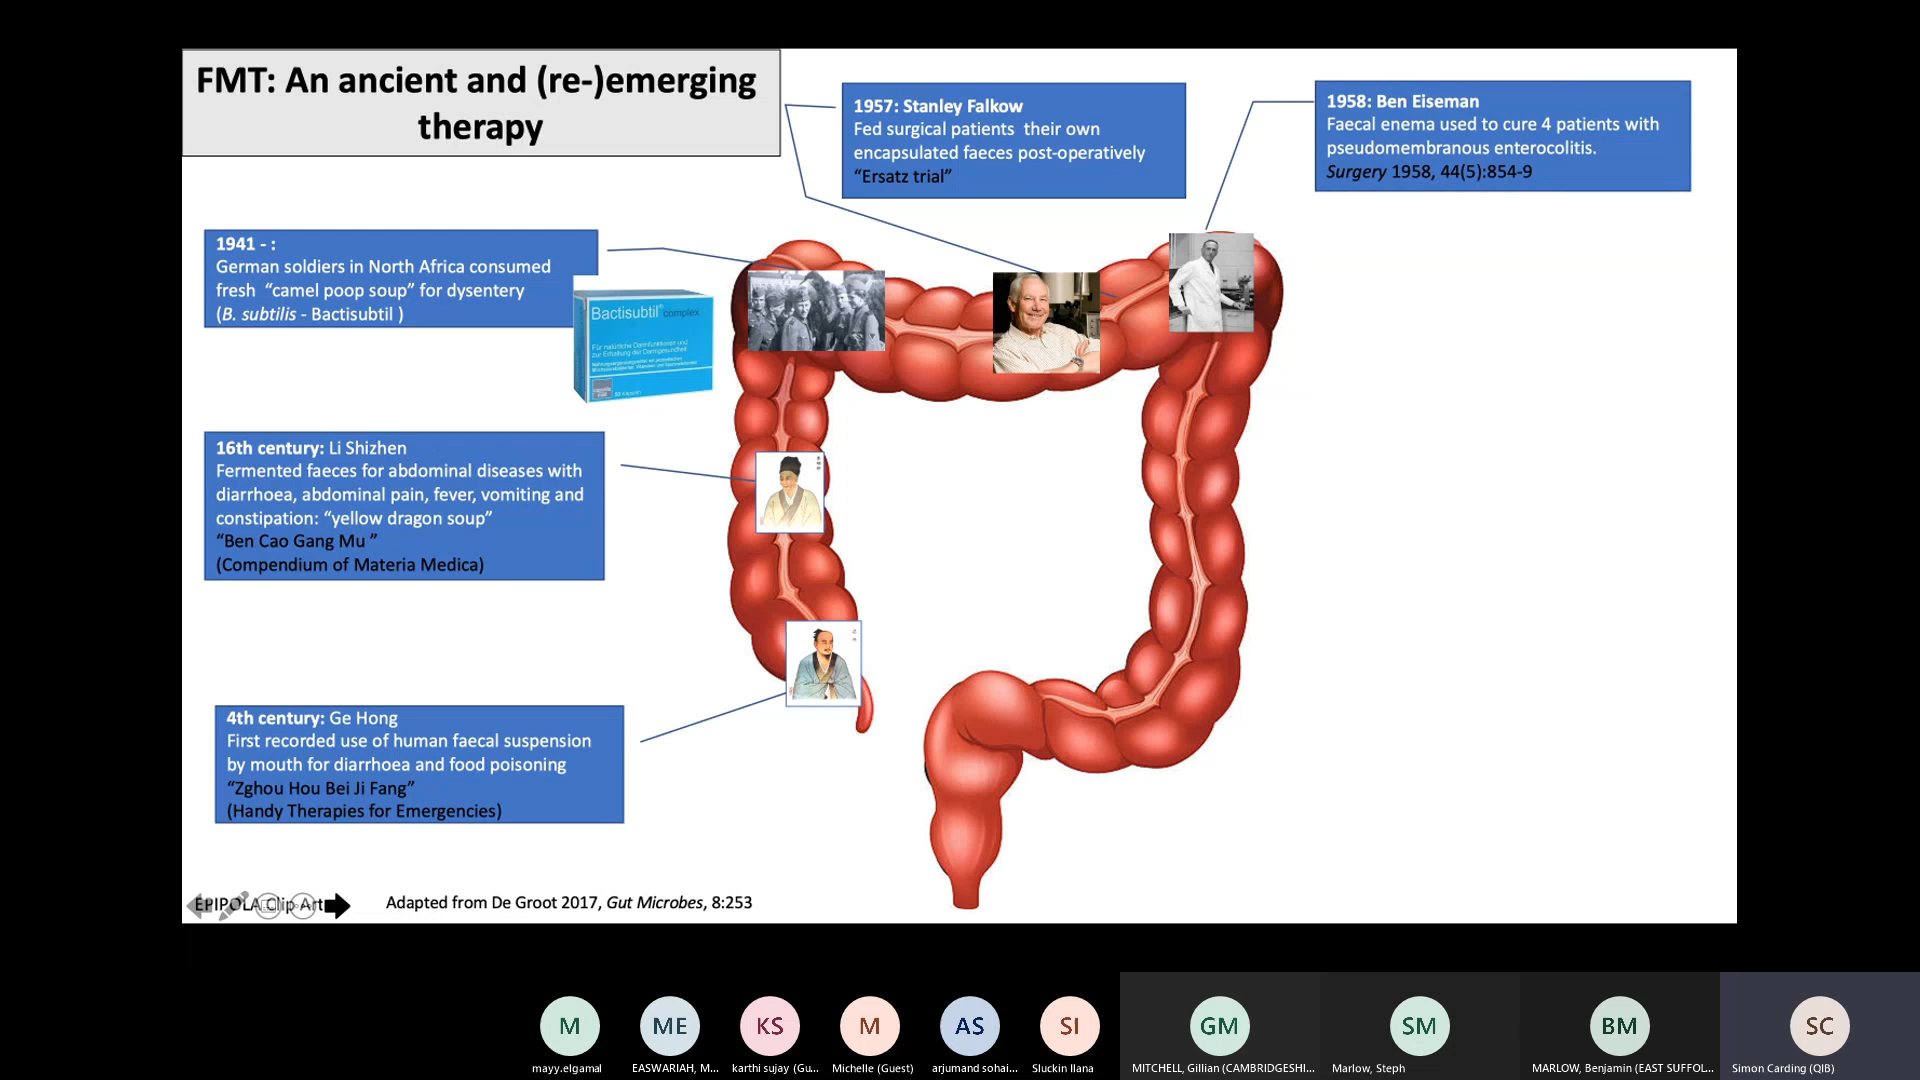 FMT: An ancient and (re-)emerging
therapy
1957: Stanley Falkow
Fed surgical patients their own
encapsulated faeces post-operatively
“Ersatz trial”
1958: Ben Eiseman
Faecal enema used to cure 4 patients with
pseudomembranous enterocolitis.
Surgery 1958, 44(5):854-9
1941 - :
German soldiers in North Africa consumed
fresh “camel poop soup” for dysentery
(B. subtilis - Bactisubtil )
Bactisubtil® complex
Für natürliche Darmfunktionen und
zur Erhaltung der Darmgesundheit
16th century: Li Shizhen
Fermented faeces for abdominal diseases with
diarrhoea, abdominal pain, fever, vomiting and
constipation: “yellow dragon soup”
“Ben Cao Gang Mu ”
(Compendium of Materia Medica)
4th century: Ge Hong
First recorded use of human faecal suspension
by mouth for diarrhoea and food poisoning
“Zghou Hou Bei Ji Fang”
(Handy Therapies for Emergencies)
EPIPOLA Clip Art
Adapted from De Groot 2017, Gut Microbes, 8:253
M ME KS M AS SI GM SM BM SC
mayy.elgamal EASWARIAH, M... karthi sujay (Gu... Michelle (Guest) arjumand sohai... Sluckin Ilana MITCHELL, Gillian (CAMBRIDGESHI... Marlow, Steph MARLOW, Benjamin (EAST SUFFOL... Simon Carding (QIB)